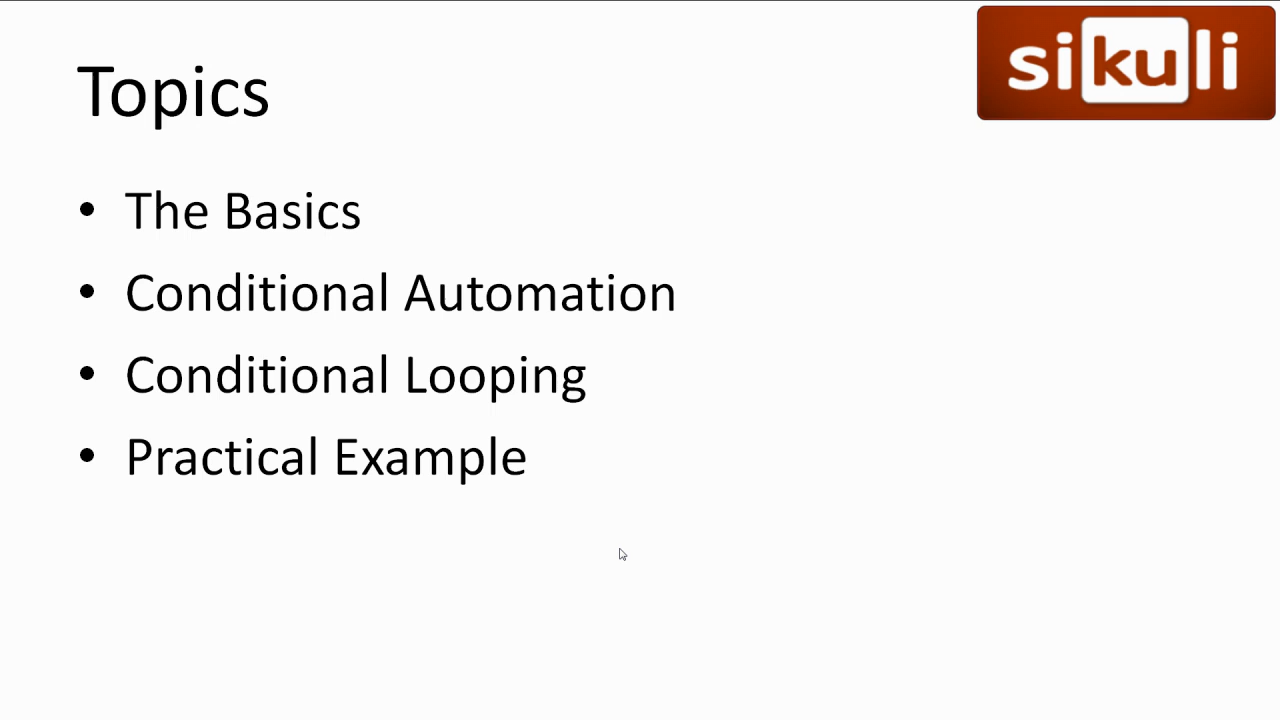 sikuli
Topics
• The Basics
• Conditional Automation
• Conditional Looping
• Practical Example